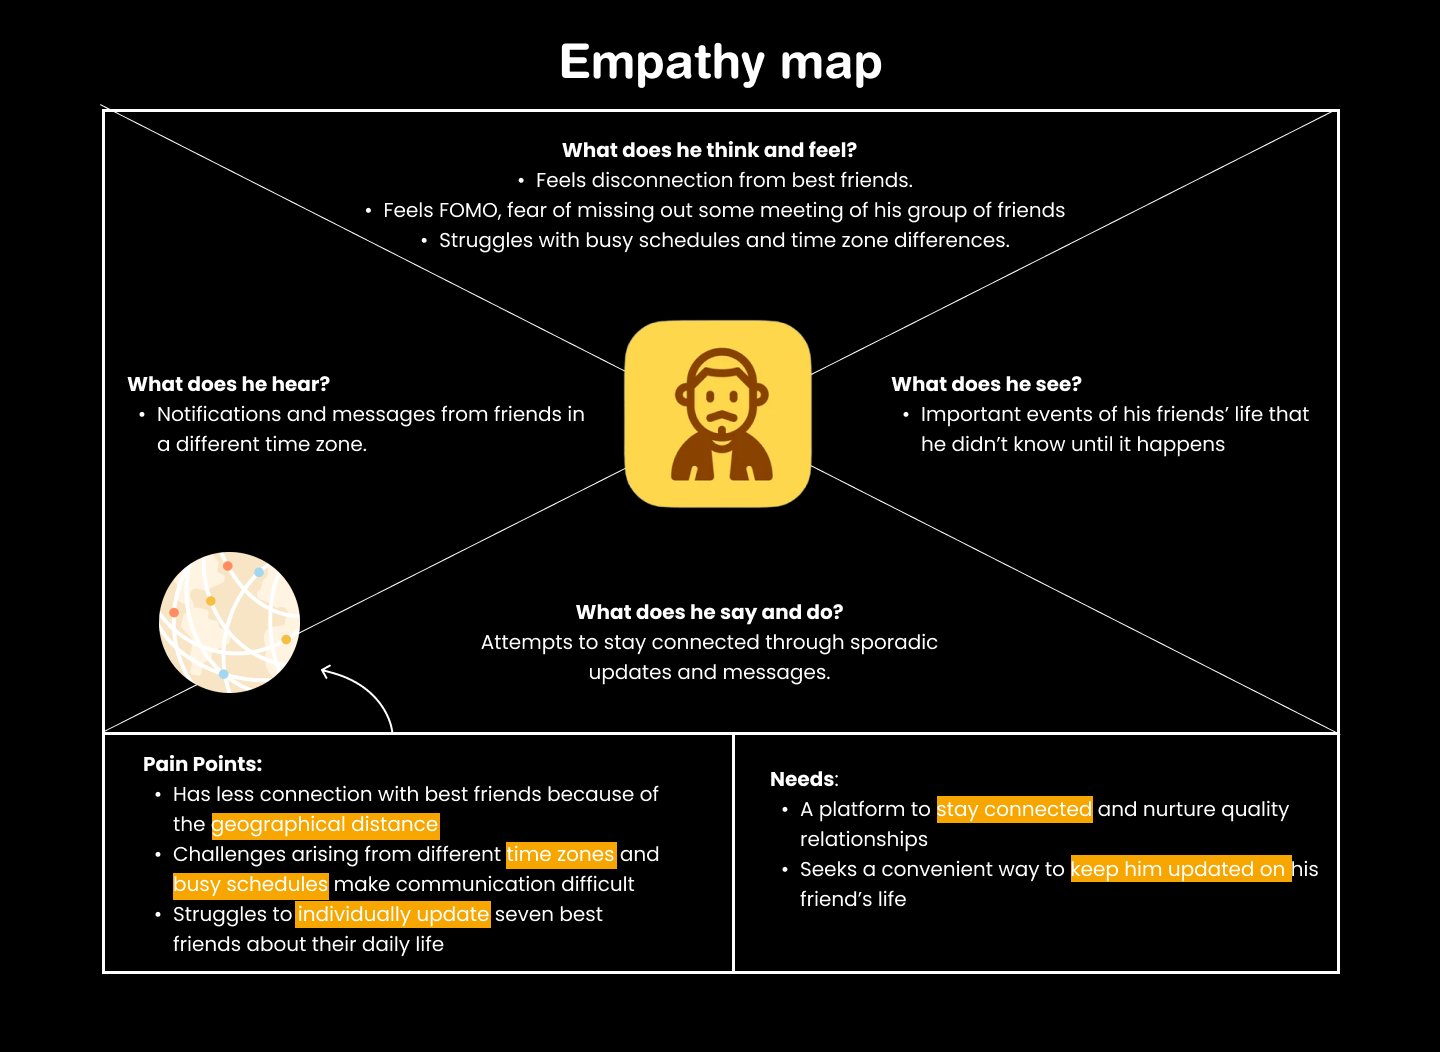 Empathy map
What does he think and feel?
• Feels disconnection from best friends.
• Feels FOMO, fear of missing out some meeting of his group of friends
• Struggles with busy schedules and time zone differences.
What does he hear?
• Notifications and messages from friends in
a different time zone.
What does he see?
• Important events of his friends’ life that
he didn’t know until it happens
What does he say and do?
Attempts to stay connected through sporadic
updates and messages.
Pain Points:
• Has less connection with best friends because of
the geographical distance
• Challenges arising from different time zones and
busy schedules make communication difficult
• Struggles to individually update seven best
friends about their daily life
Needs:
• A platform to stay connected and nurture quality
relationships
• Seeks a convenient way to keep him updated on his
friend’s life